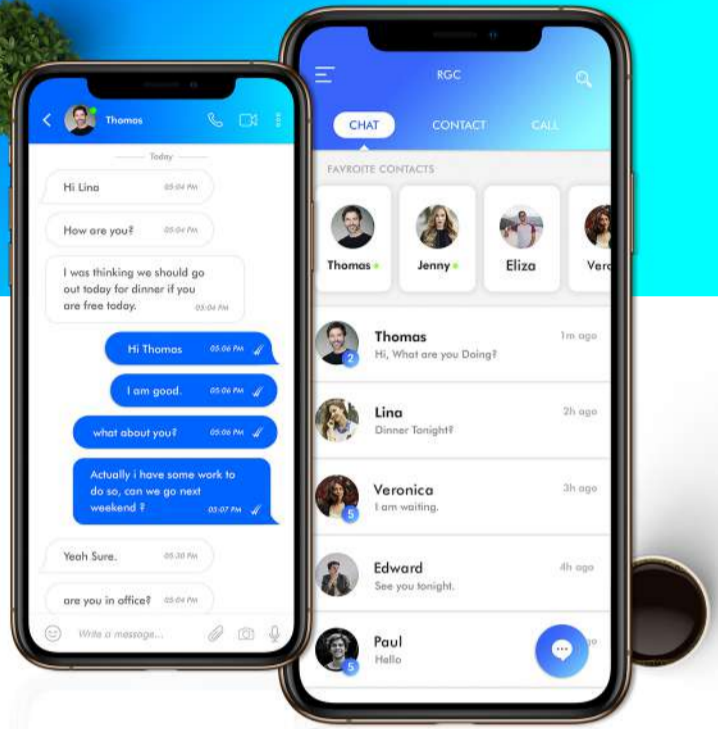 Thomas
Today
Hi Lina 05:04 PM
How are you? 05:04 PM
I was thinking we should go
out today for dinner if you
are free today. 05:04 PM
Hi Thomas 05:06 PM
I am good. 05:06 PM
what about you? 05:06 PM
Actually i have some work to
do so, can we go next
weekend ? 05:07 PM
Yeah Sure. 05:30 PM
are you in office? 05:04 PM
Write a message...
RGC
CHAT CONTACT CALL
FAVROITE CONTACTS
Thomas Jenny Eliza Verc
Thomas 1m ago
2 Hi, What are you Doing?
Lina 2h ago
Dinner Tonight?
Veronica 3h ago
5 I am waiting.
Edward 4h ago
See you tonight.
Paul go
5 Hello